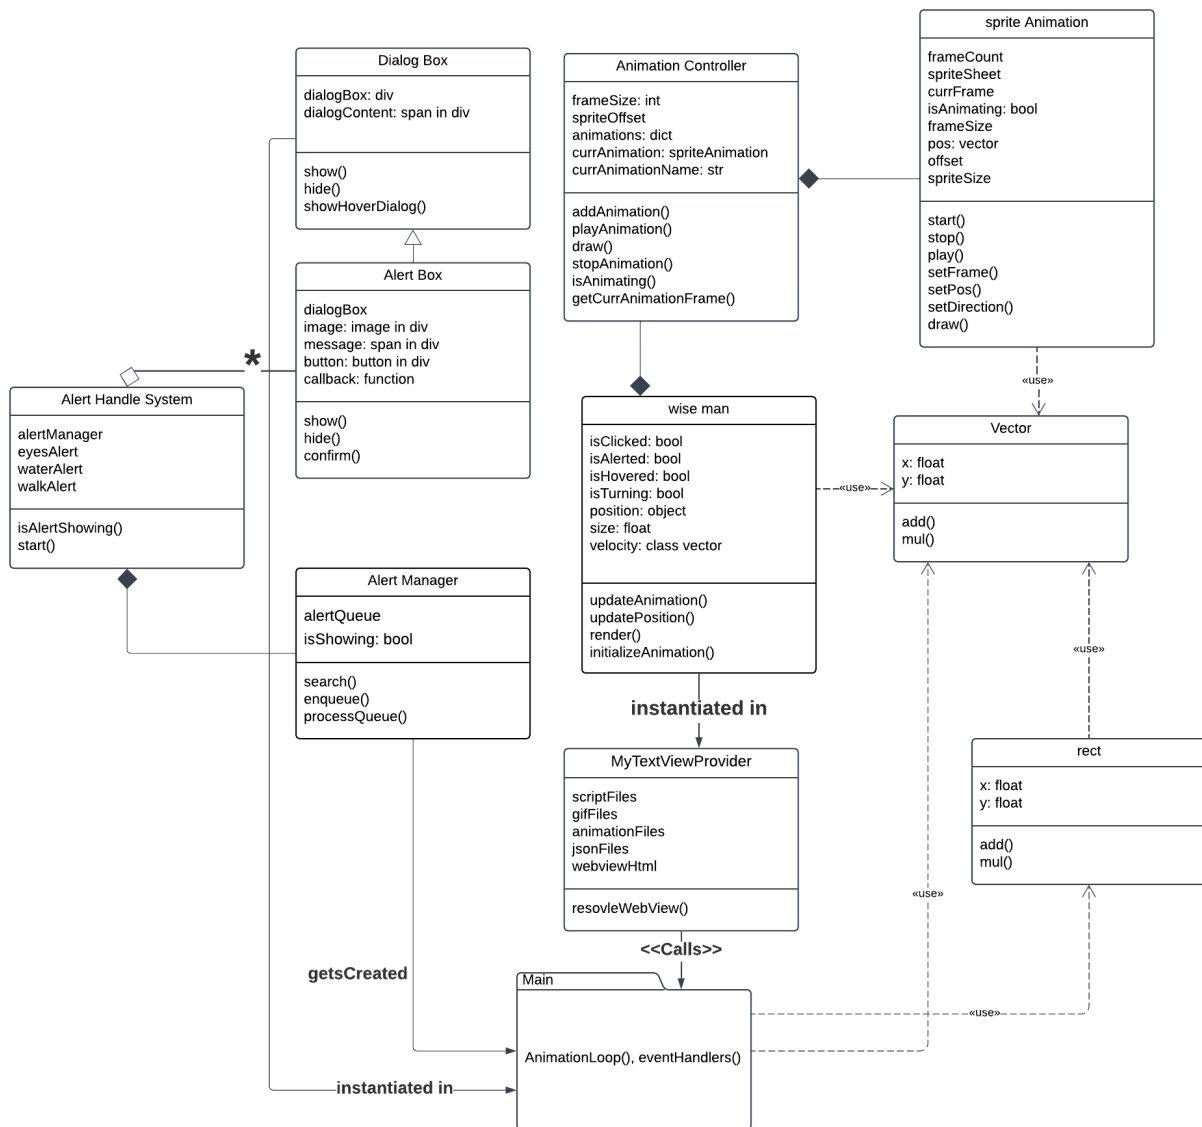 sprite Animation
frameCount
spriteSheet
currFrame
isAnimating: bool
frameSize
pos: vector
offset
spriteSize
start()
stop()
play()
setFrame()
setPos()
setDirection()
draw()
Dialog Box
dialogBox: div
dialogContent: span in div
show()
hide()
showHoverDialog()
Animation Controller
frameSize: int
spriteOffset
animations: dict
currAnimation: spriteAnimation
currAnimationName: str
addAnimation()
playAnimation()
draw()
stopAnimation()
isAnimating()
getCurrAnimationFrame()
Alert Box
dialogBox
image: image in div
message: span in div
button: button in div
callback: function
show()
hide()
confirm()
*
Alert Handle System
alertManager
eyesAlert
waterAlert
walkAlert
isAlertShowing()
start()
«use»
wise man
isClicked: bool
isAlerted: bool
isHovered: bool
isTurning: bool
position: object
size: float
velocity: class vector
updateAnimation()
updatePosition()
render()
initializeAnimation()
«use»
Vector
x: float
y: float
add()
mul()
Alert Manager
alertQueue
isShowing: bool
search()
enqueue()
processQueue()
«use»
instantiated in
MyTextViewProvider
scriptFiles
gifFiles
animationFiles
jsonFiles
webviewHtml
resovleWebView()
rect
x: float
y: float
add()
mul()
«use»
<<Calls>>
getsCreated
Main
AnimationLoop(), eventHandlers()
«use»
instantiated in